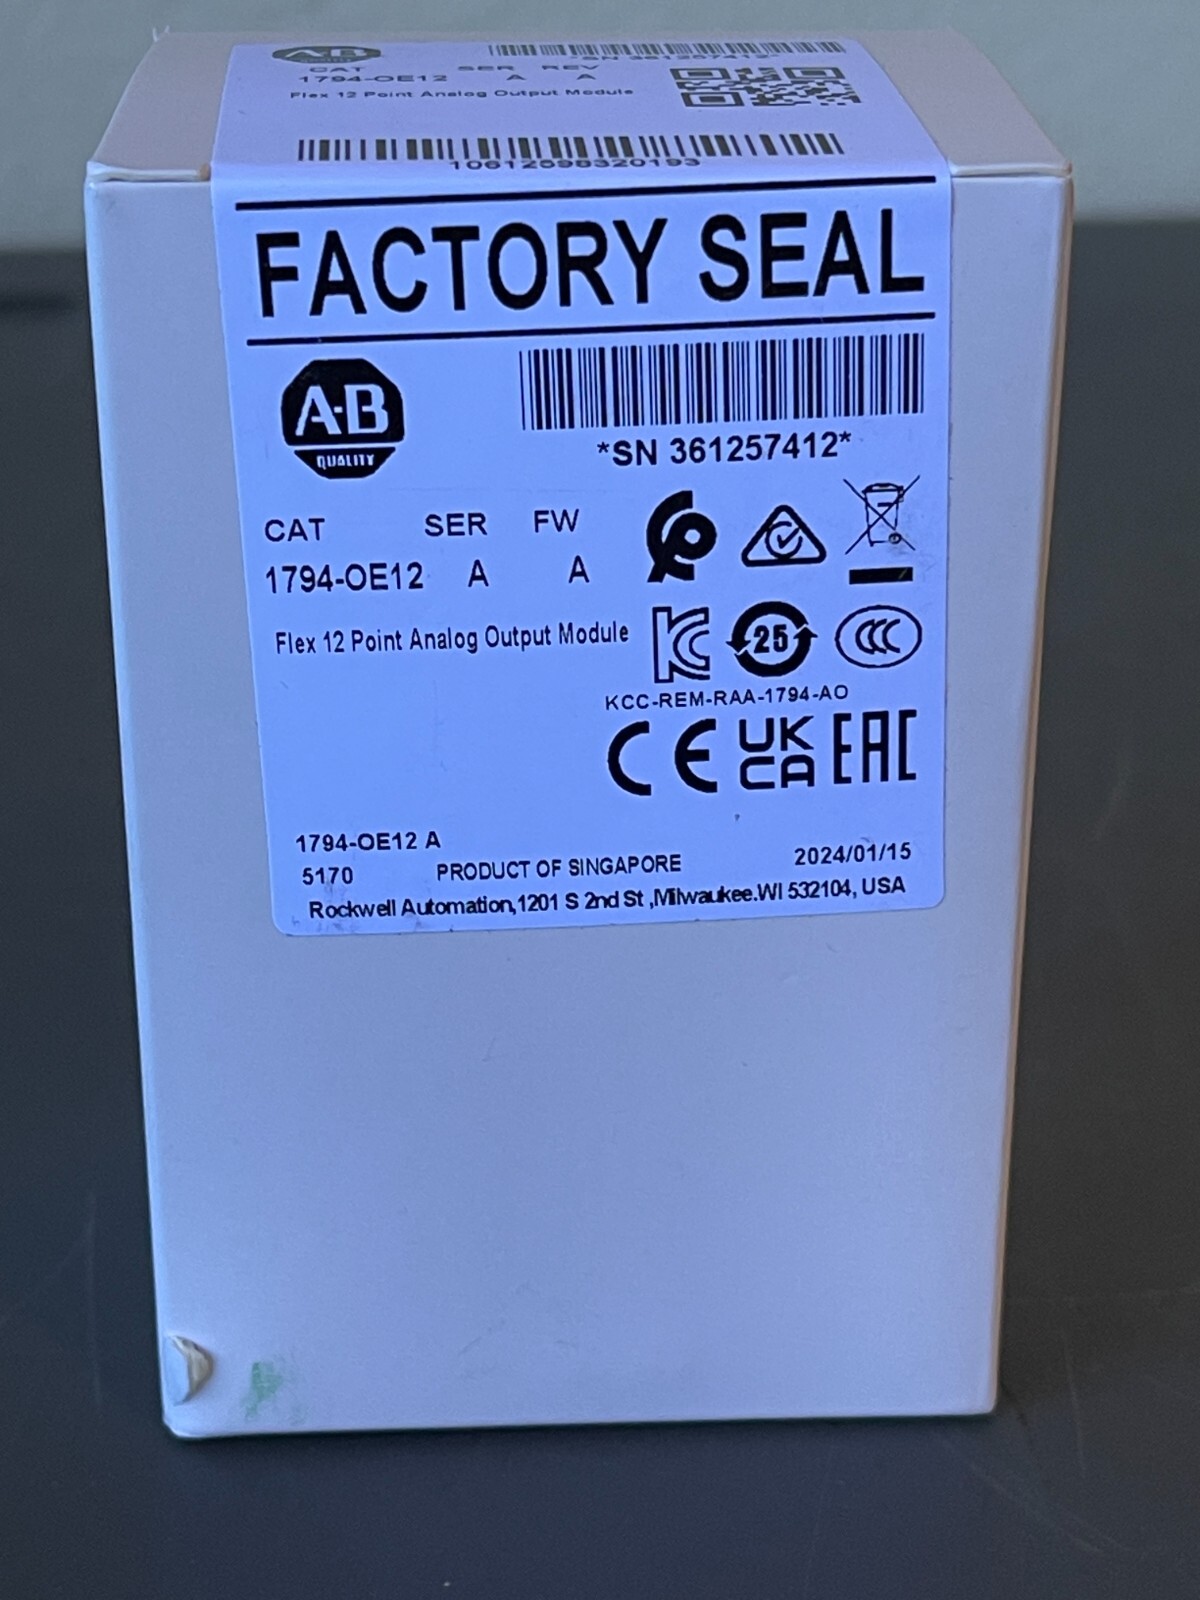 A-B
*SN 361257412*
CAT SER REV
1794-OE12 A A
Flex 12 Point Analog Output Module
10612598320193
FACTORY SEAL
A-B
QUALITY
*SN 361257412*
CAT SER FW
1794-OE12 A A
Flex 12 Point Analog Output Module
25
KCC-REM-RAA-1794-AO
CE UK CA EAC
1794-OE12 A
5170 PRODUCT OF SINGAPORE 2024/01/15
Rockwell Automation,1201 S 2nd St ,Milwaukee.WI 532104, USA